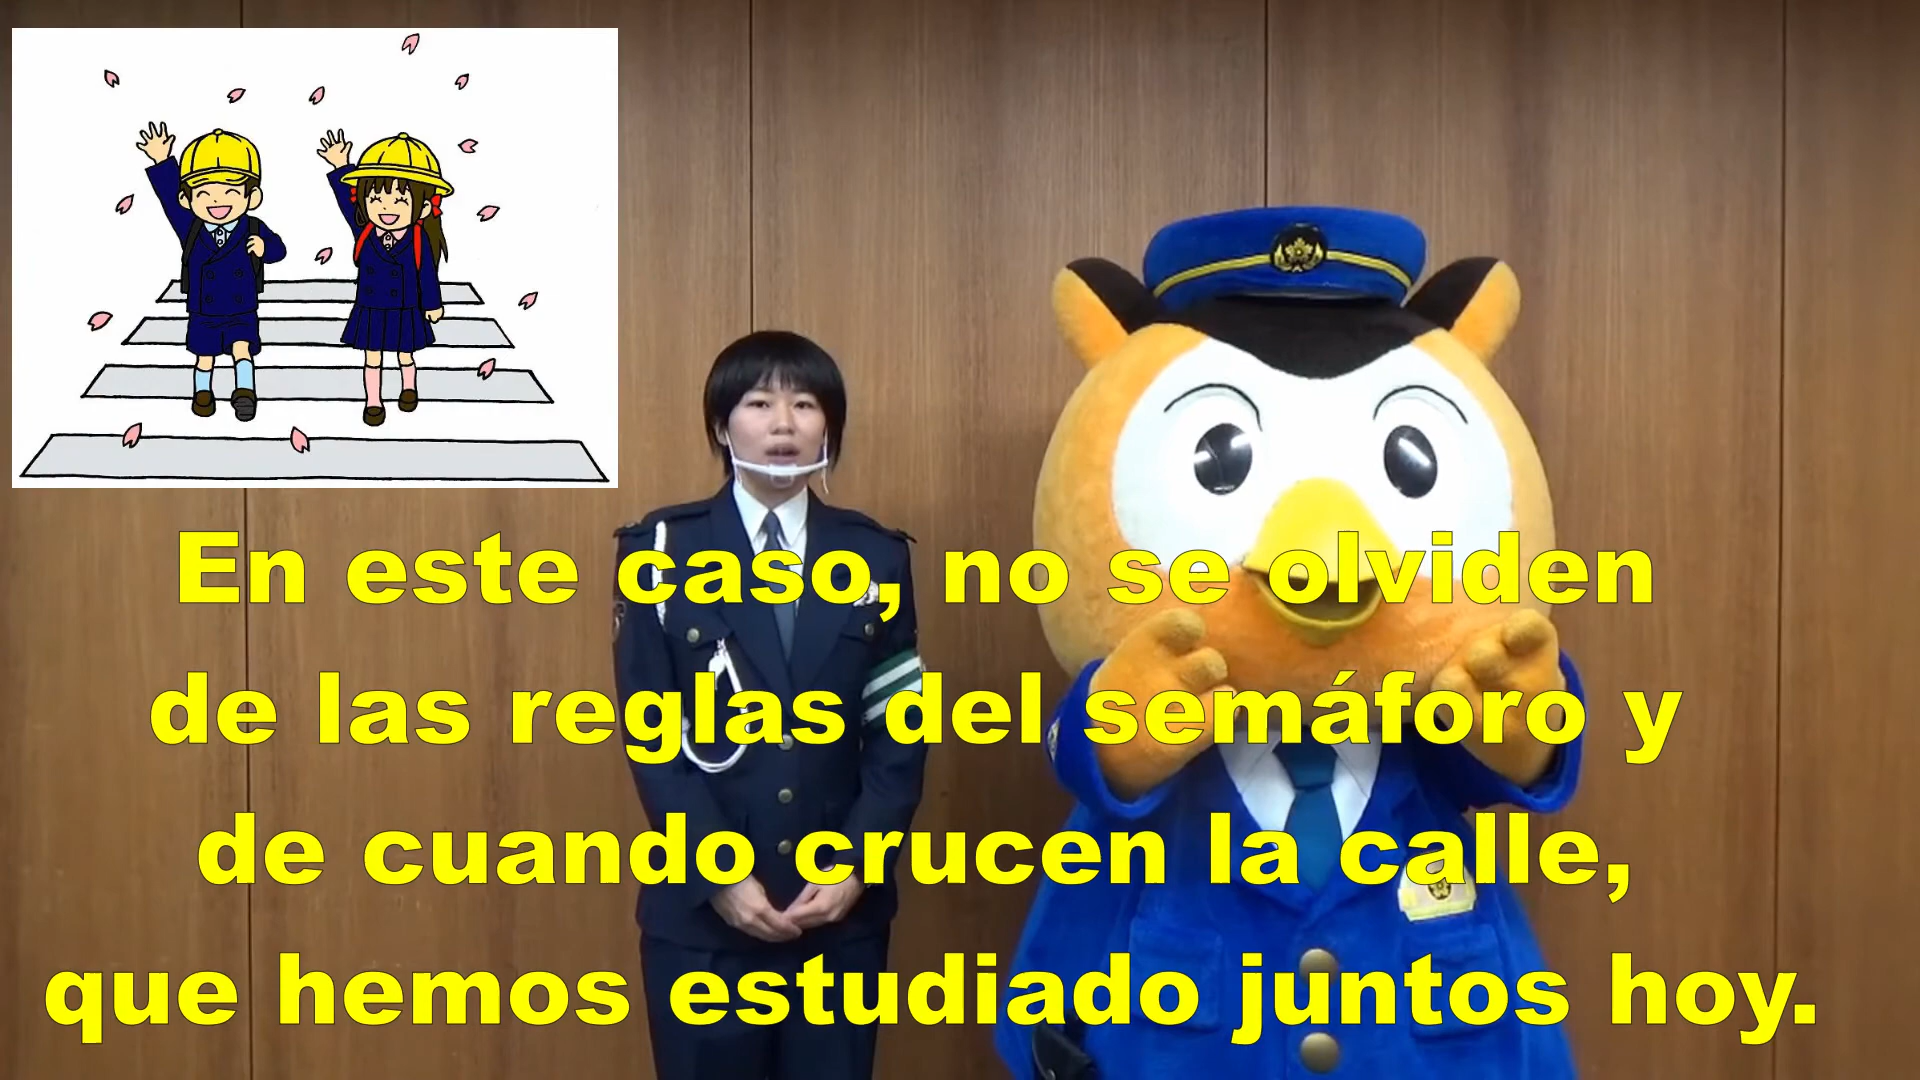 En este caso, no se olviden
de las reglas del semáforo y
de cuando crucen la calle,
que hemos estudiado juntos hoy.